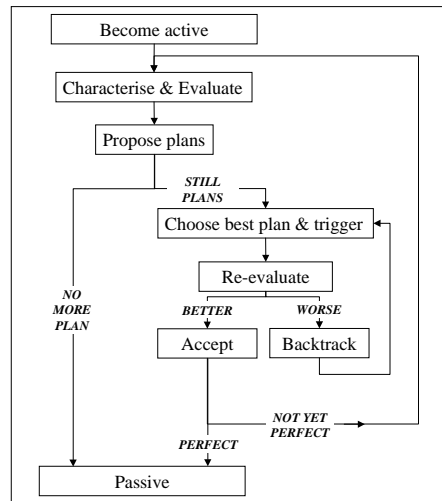 Become active
Characterise & Evaluate
Propose plans
STILL
PLANS
Choose best plan & trigger
Re-evaluate
NO
MORE
PLAN
BETTER
WORSE
Accept
Backtrack
NOT YET
PERFECT
PERFECT
Passive